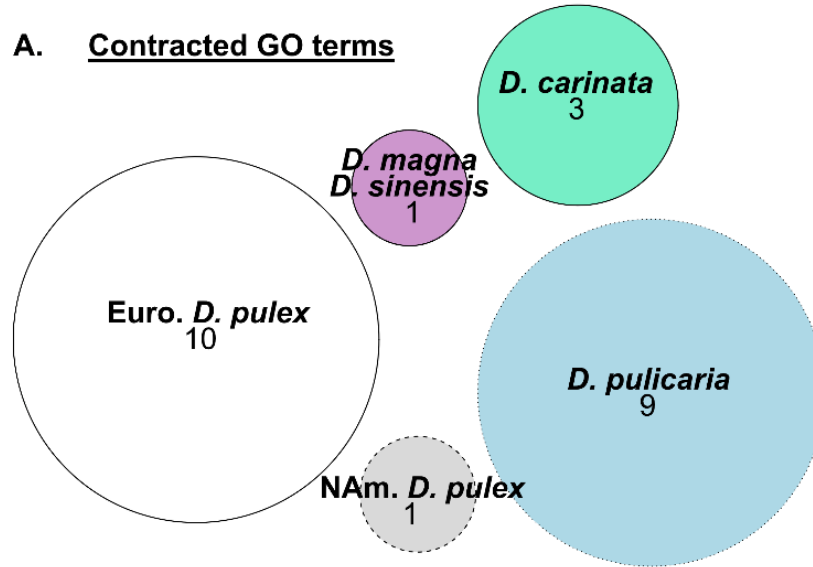 A. Contracted GO terms
D. carinata
3
D. magna
D. sinensis
1
Euro. D. pulex
10
D. pulicaria
9
NAm. D. pulex
1